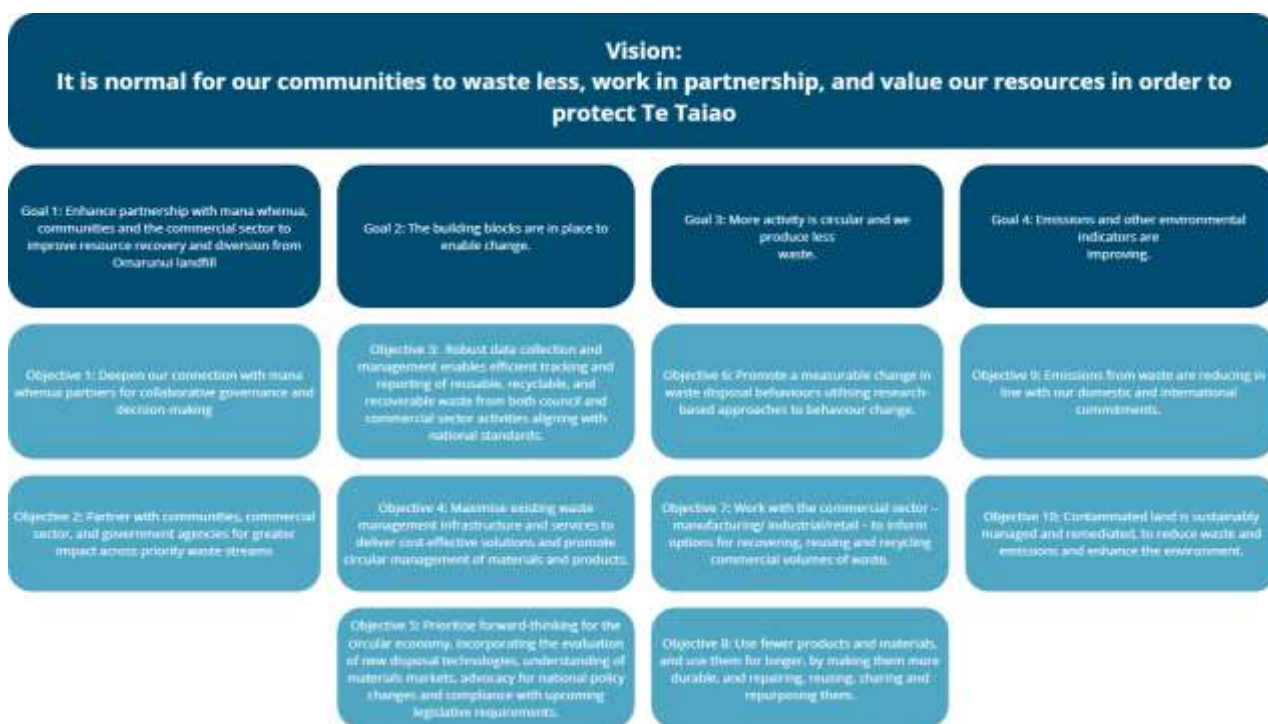 Vision:
It is normal for our communities to waste less, work in partnership, and value our resources in order to
protect Te Taiao
Goal 1: Enhance partnership with mana whenua,
communities and the commercial sector to
improve resource recovery and diversion from
Omarunui landfill
Goal 2: The building blocks are in place to
enable change.
Goal 3: More activity is circular and we
produce less
waste.
Goal 4: Emissions and other environmental
indicators are
improving.
Objective 1: Deepen our connection with mana
whenua partners for collaborative governance and
decision-making
Objective 3: Robust data collection and
management enables efficient tracking and
reporting of reusable, recyclable, and
recoverable waste from both council and
commercial sector activities aligning with
national standards.
Objective 6: Promote a measurable change in
waste disposal behaviours utilising research-
based approaches to behaviour change.
Objective 9: Emissions from waste are reducing in
line with our domestic and international
commitments.
Objective 2: Partner with communities, commercial
sector, and government agencies for greater
impact across priority waste streams
Objective 4: Maximise existing waste
management infrastructure and services to
deliver cost-effective solutions and promote
circular management of materials and products.
Objective 7: Work with the commercial sector –
manufacturing/ industrial/retail – to inform
options for recovering, reusing and recycling
commercial volumes of waste.
Objective 10: Contaminated land is sustainably
managed and remediated, to reduce waste and
emissions and enhance the environment.
Objective 5: Prioritise forward-thinking for the
circular economy, incorporating the evaluation
of new disposal technologies, understanding of
materials markets, advocacy for national policy
changes and compliance with upcoming
legislative requirements.
Objective 8: Use fewer products and materials,
and use them for longer, by making them more
durable, and repairing, reusing, sharing and
repurposing them.